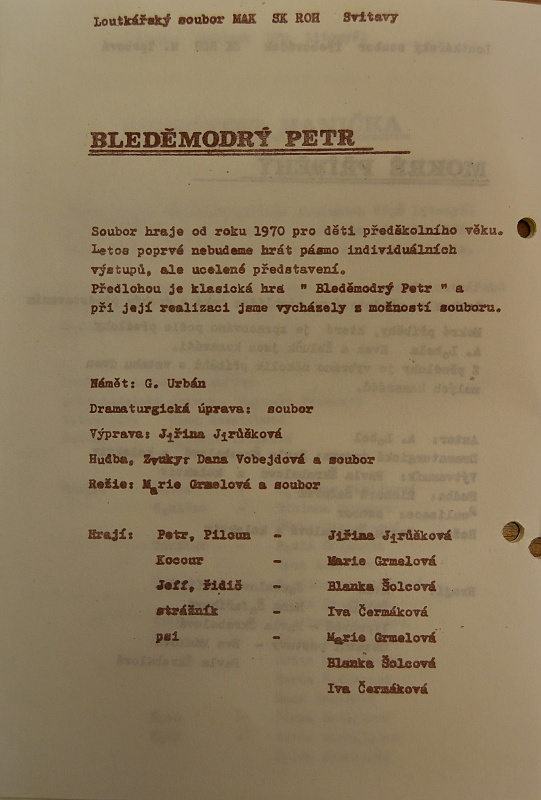 Loutkářský soubor MAK SK ROH Svitavy
BLEDĚMODRÝ PETR
Soubor hraje od roku 1970 pro děti předškolního věku.
Letos poprvé nebudeme hrát pásmo individuálních
výstupů, ale ucelené představení.
Předlohou je klasická hra " Bleděmodrý Petr " a
při její realizaci jsme vycházely z možností souboru.
Námět: G. Urbán
Dramaturgická úprava: soubor
Výprava: Jiřina Jirůšková
Hudba, Zvuky: Dana Vobejdová a soubor
Režie: Marie Grmelová a soubor
Hrají: Petr, Piloun - Jiřina Jirůšková
Kocour - Marie Grmelová
Jeff, řidič - Blanka Šolcová
strážník - Iva Čermáková
psi - Marie Grmelová
Blanka Šolcová
Iva Čermáková